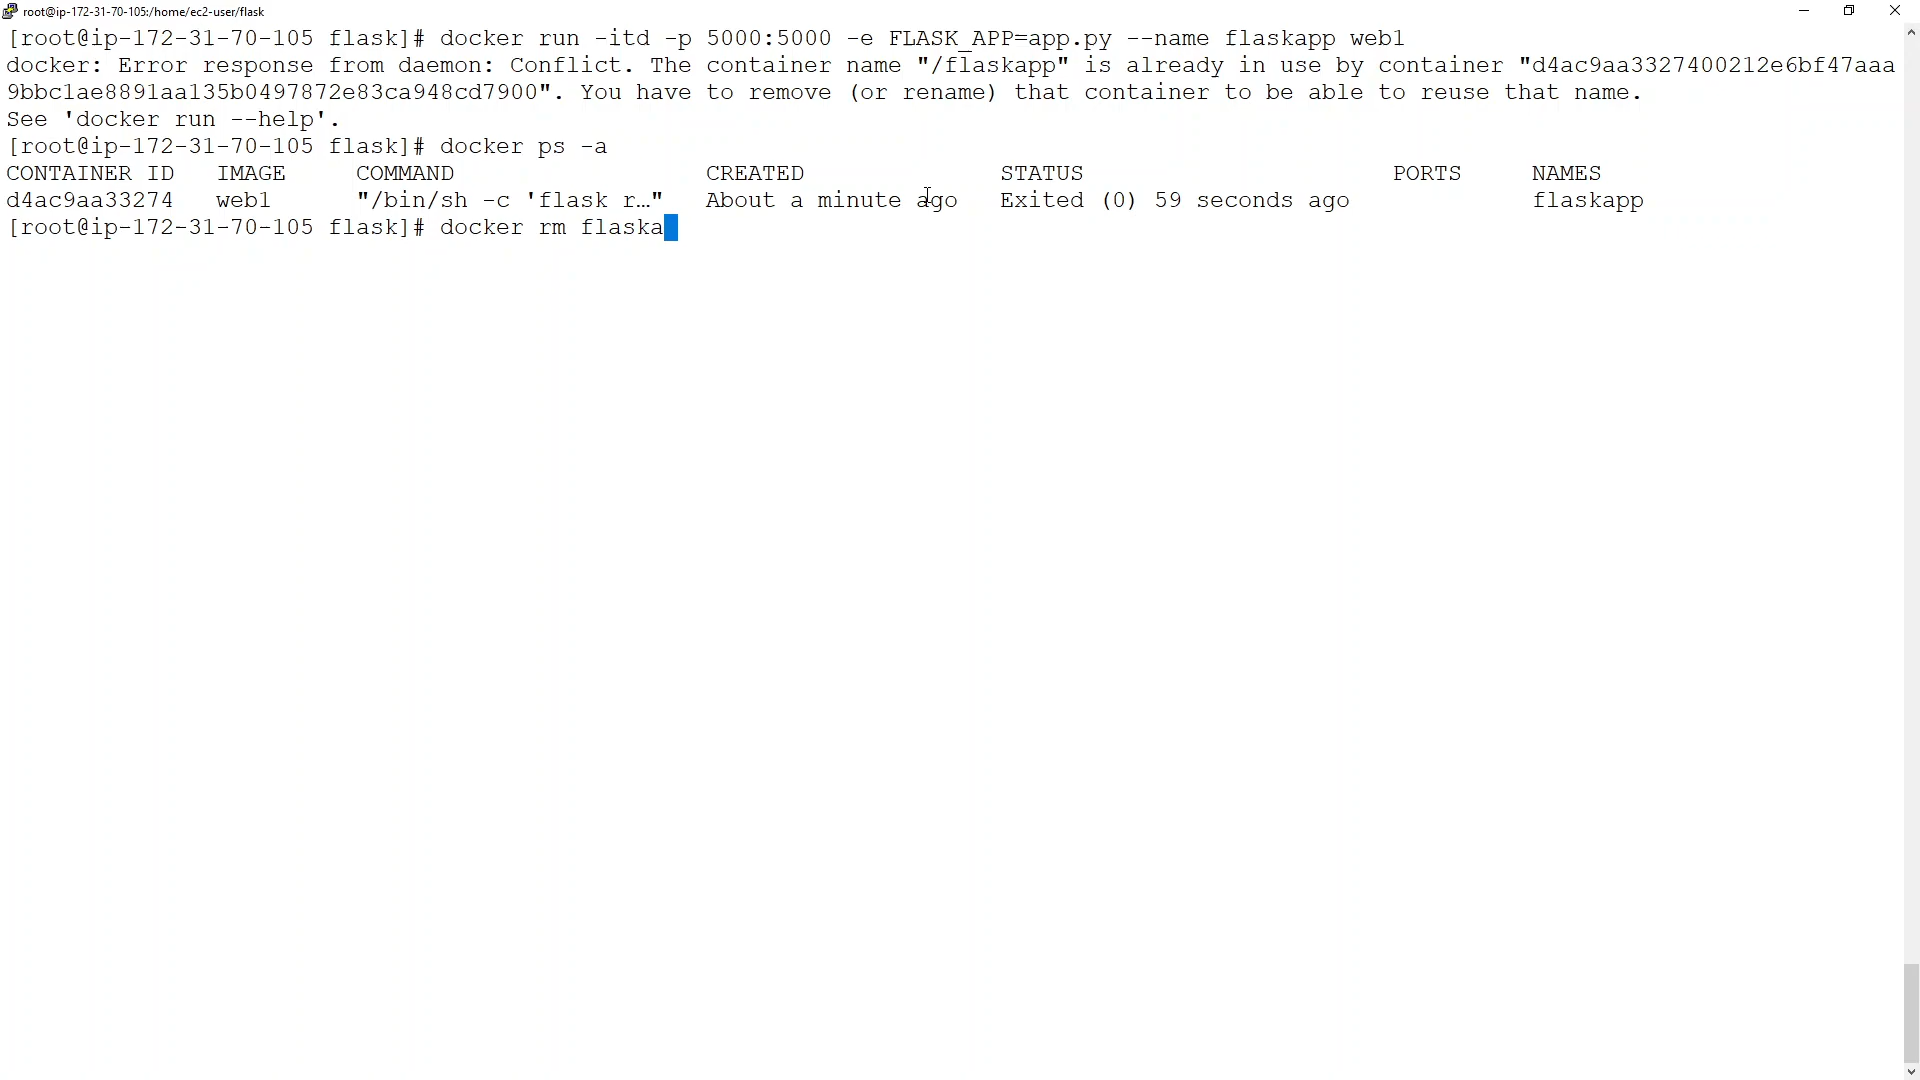 root@ip-172-31-70-105:/home/ec2-user/flask
[root@ip-172-31-70-105 flask]# docker run -itd -p 5000:5000 -e FLASK_APP=app.py --name flaskapp web1
docker: Error response from daemon: Conflict. The container name "/flaskapp" is already in use by container "d4ac9aa3327400212e6bf47aaa
9bbc1ae8891aa135b0497872e83ca948cd7900". You have to remove (or rename) that container to be able to reuse that name.
See 'docker run --help'.
[root@ip-172-31-70-105 flask]# docker ps -a
CONTAINER ID   IMAGE     COMMAND                  CREATED              STATUS                      PORTS     NAMES
d4ac9aa33274   web1      "/bin/sh -c 'flask r…"   About a minute ago   Exited (0) 59 seconds ago             flaskapp
[root@ip-172-31-70-105 flask]# docker rm flaska